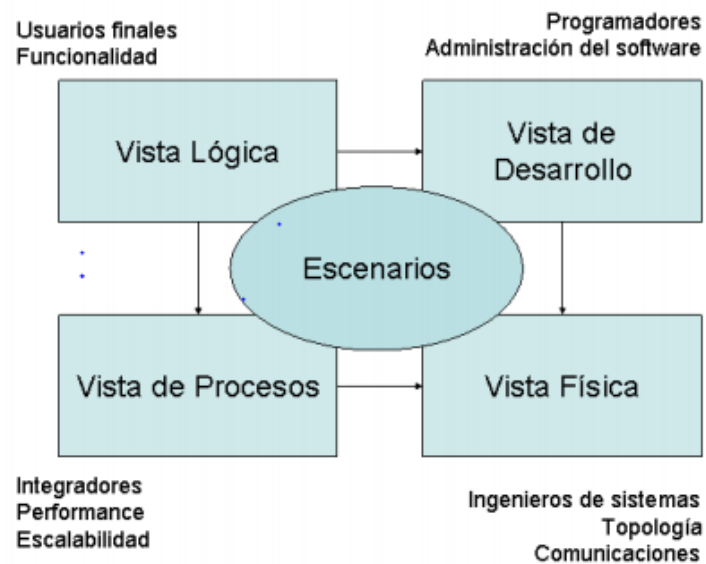 Usuarios finales
Funcionalidad
Programadores
Administración del software
Vista Lógica
Vista de
Desarrollo
Escenarios
Vista de Procesos
Vista Física
Integradores
Performance
Escalabilidad
Ingenieros de sistemas
Topología
Comunicaciones